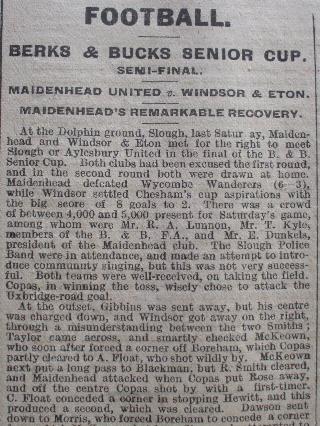 FOOTBALL.
BERKS & BUCKS SENIOR CUP.
SEMI-FINAL.
MAIDENHEAD UNITED v. WINDSOR & ETON.
MAIDENHEAD'S REMARKABLE RECOVERY.
At the Dolphin ground, Slough, last Satur ay, Maiden-
head and Windsor & Eton met for the right to meet
Slough or Aylesbury United in the final of the B. & B.
Senior Cup. Both clubs had been excused the first round,
and in the second round both were drawn at home.
Maidenhead defeated Wycombe Wanderers (6—3),
while Windsor settled Chesham's cup aspirations with
the big score of 8 goals to 2. There was a crowd
of between 4,000 and 5,000 present for Saturday's game,
among whom were Mr. R. A. Lunnon, Mr. T. Kyle,
members of the B. & B. F.A., and Mr. E. Dunkels,
president of the Maidenhead club. The Slough Police
Band were in attendance, and made an attempt to intro-
duce community singing, but this was not very success-
ful. Both teams were well-received, on taking the field.
Copas, in winning the toss, wisely chose to attack the
Uxbridge-road goal.
At the outset, Gibbins was sent away, but his centre
was charged down, and Windsor got away on the right,
through a misunderstanding between the two Smiths;
Taylor came across, and smartly checked McKeown,
who soon after forced a corner off Boreham, which Copas
partly cleared to A. Float, who shot wildly by. McKeown
next put a long pass to Blackman, but R. Smith cleared,
and Maidenhead attacked when Copas put Rose away,
and off the centre Copas shot by with a first-timer.
C. Float conceded a corner in stopping Hewitt, and this
produced a second, which was cleared. Dawson sent
down to Morris, who forced Boreham to concede a corner